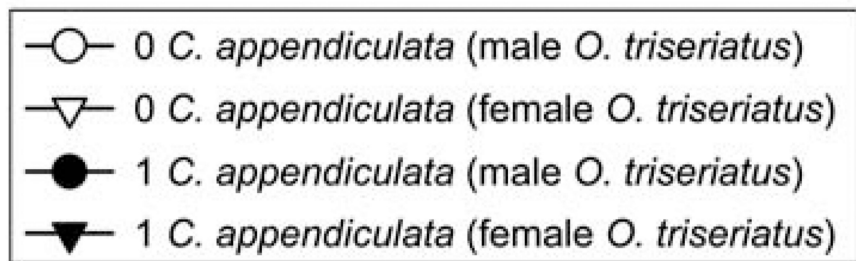 0 C. appendiculata (male O. triseriatus)
0 C. appendiculata (female O. triseriatus)
1 C. appendiculata (male O. triseriatus)
1 C. appendiculata (female O. triseriatus)